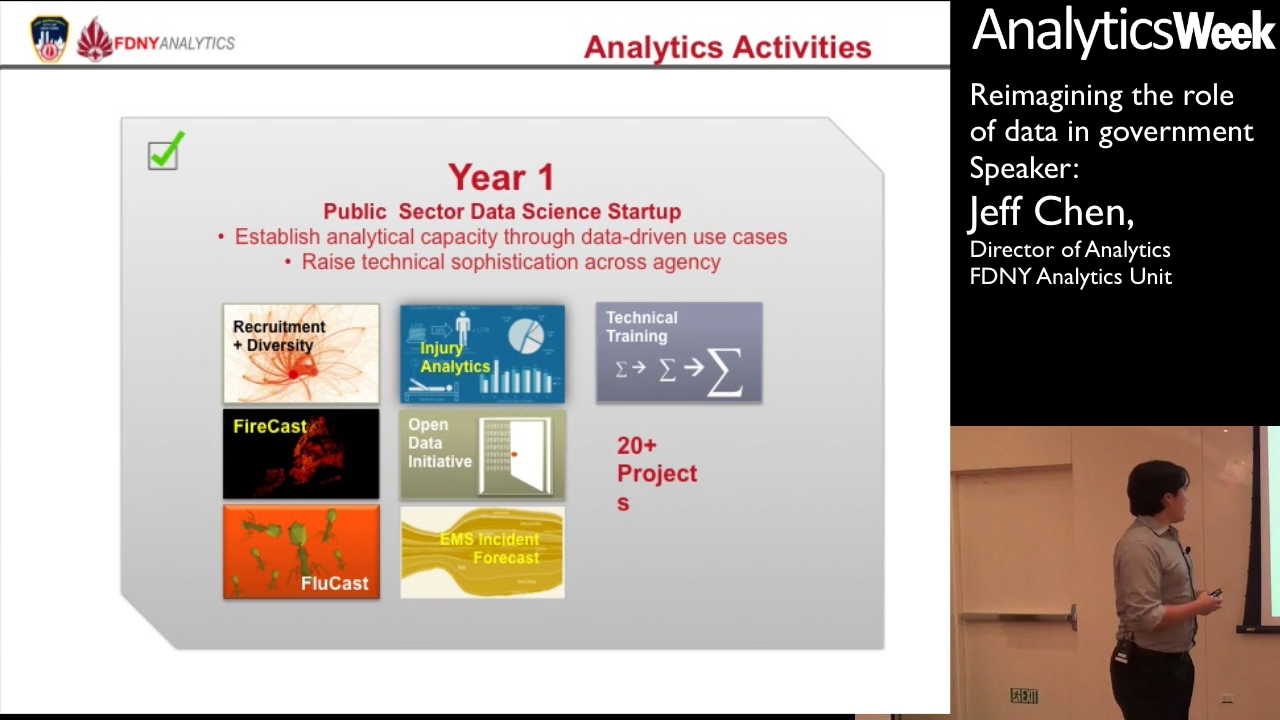 FDNYANALYTICS
Analytics Activities
Year 1
Public Sector Data Science Startup
• Establish analytical capacity through data-driven use cases
• Raise technical sophistication across agency
Recruitment
+ Diversity
Injury
Analytics
Technical
Training
Σ → Σ → Σ
FireCast
Open
Data
Initiative
20+
Project
s
FluCast
EMS Incident
Forecast
AnalyticsWeek
Reimagining the role
of data in government
Speaker:
Jeff Chen,
Director of Analytics
FDNY Analytics Unit
EXIT